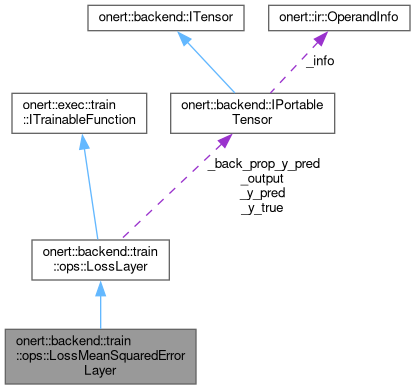 onert::backend::ITensor
onert::ir::OperandInfo
_info
onert::exec::train
::ITrainableFunction
onert::backend::IPortable
Tensor
_back_prop_y_pred
_output
_y_pred
_y_true
onert::backend::train
::ops::LossLayer
onert::backend::train
::ops::LossMeanSquaredError
Layer